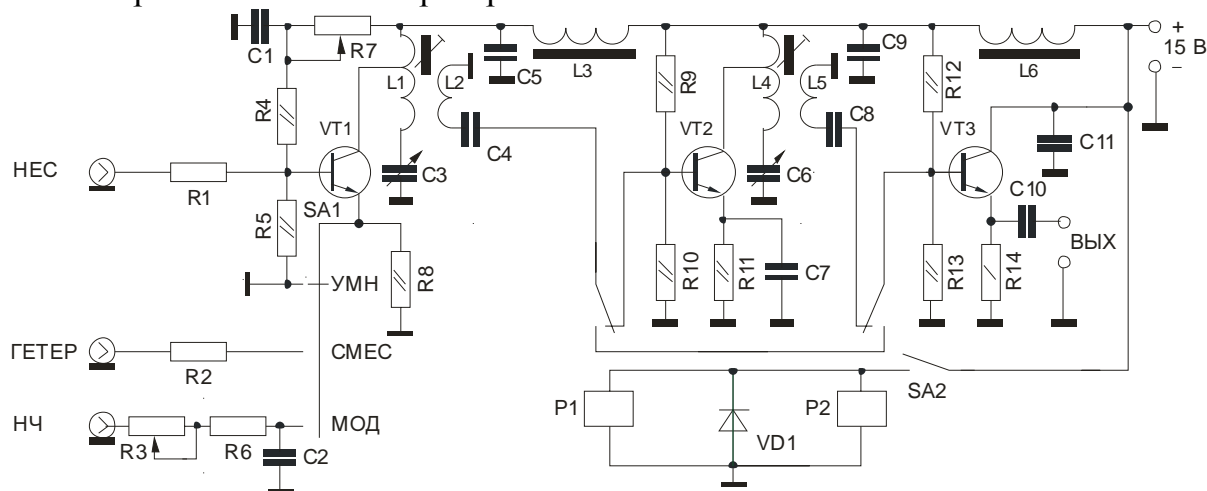 C1
R7
L1
L2
C5
L3
C9
L4
L5
R9
R12
L6
+
15 В
–
R4
VT1
C4
VT2
C8
VT3
C11
НЕС
R1
SA1
C3
C6
C10
R5
R8
R10
R11
C7
R13
R14
ВЫХ
УМН
ГЕТЕР
R2
СМЕС
SA2
P1
P2
VD1
НЧ
R3
R6
C2
МОД